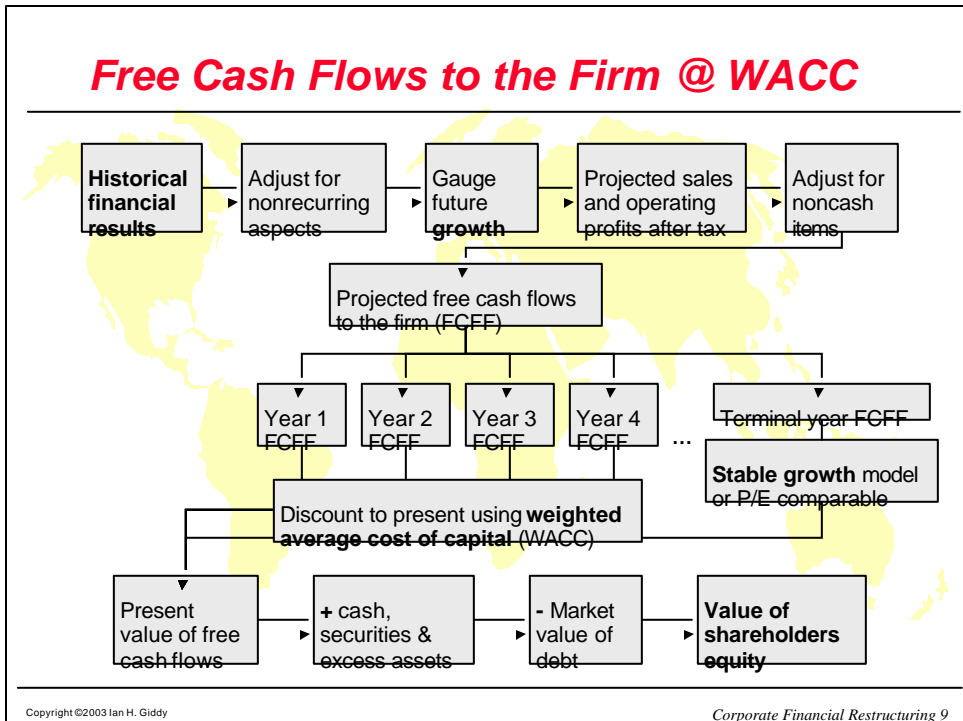 Free Cash Flows to the Firm @ WACC
Historical
financial
results
Adjust for
nonrecurring
aspects
Gauge
future
growth
Projected sales
and operating
profits after tax
Adjust for
noncash
items
Projected free cash flows
to the firm (FCFF)
Year 1
FCFF
Year 2
FCFF
Year 3
FCFF
Year 4
FCFF
...
Terminal year FCFF
Stable growth model
or P/E comparable
Discount to present using weighted
average cost of capital (WACC)
Present
value of free
cash flows
+ cash,
securities &
excess assets
- Market
value of
debt
Value of
shareholders
equity
Copyright ©2003 Ian H. Giddy
Corporate Financial Restructuring 9